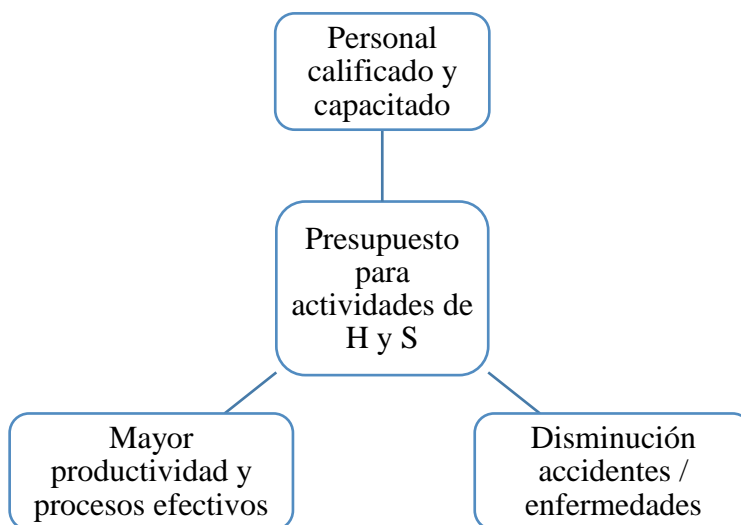 Personal
calificado y
capacitado
Presupuesto
para
actividades de
H y S
Mayor
productividad y
procesos efectivos
Disminución
accidentes /
enfermedades